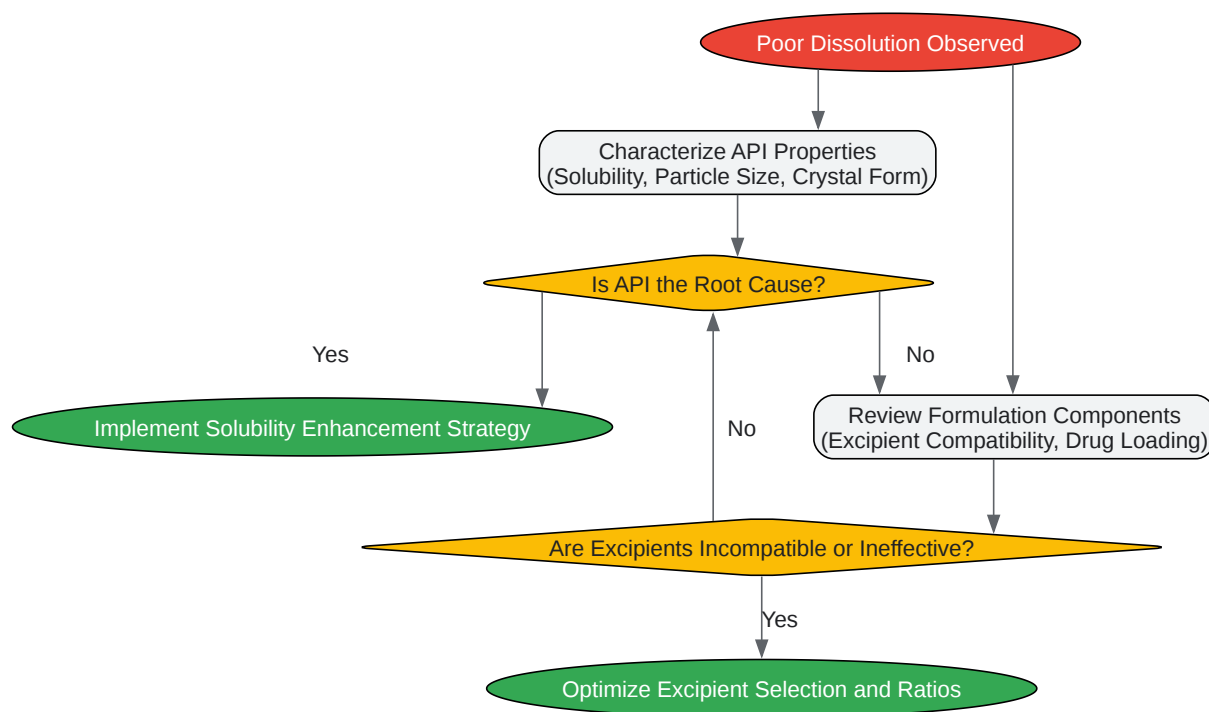 Poor Dissolution Observed
Characterize API Properties
(Solubility, Particle Size, Crystal Form)
Is API the Root Cause?
Yes
No
Implement Solubility Enhancement Strategy
Review Formulation Components
(Excipient Compatibility, Drug Loading)
No
Are Excipients Incompatible or Ineffective?
Yes
Optimize Excipient Selection and Ratios